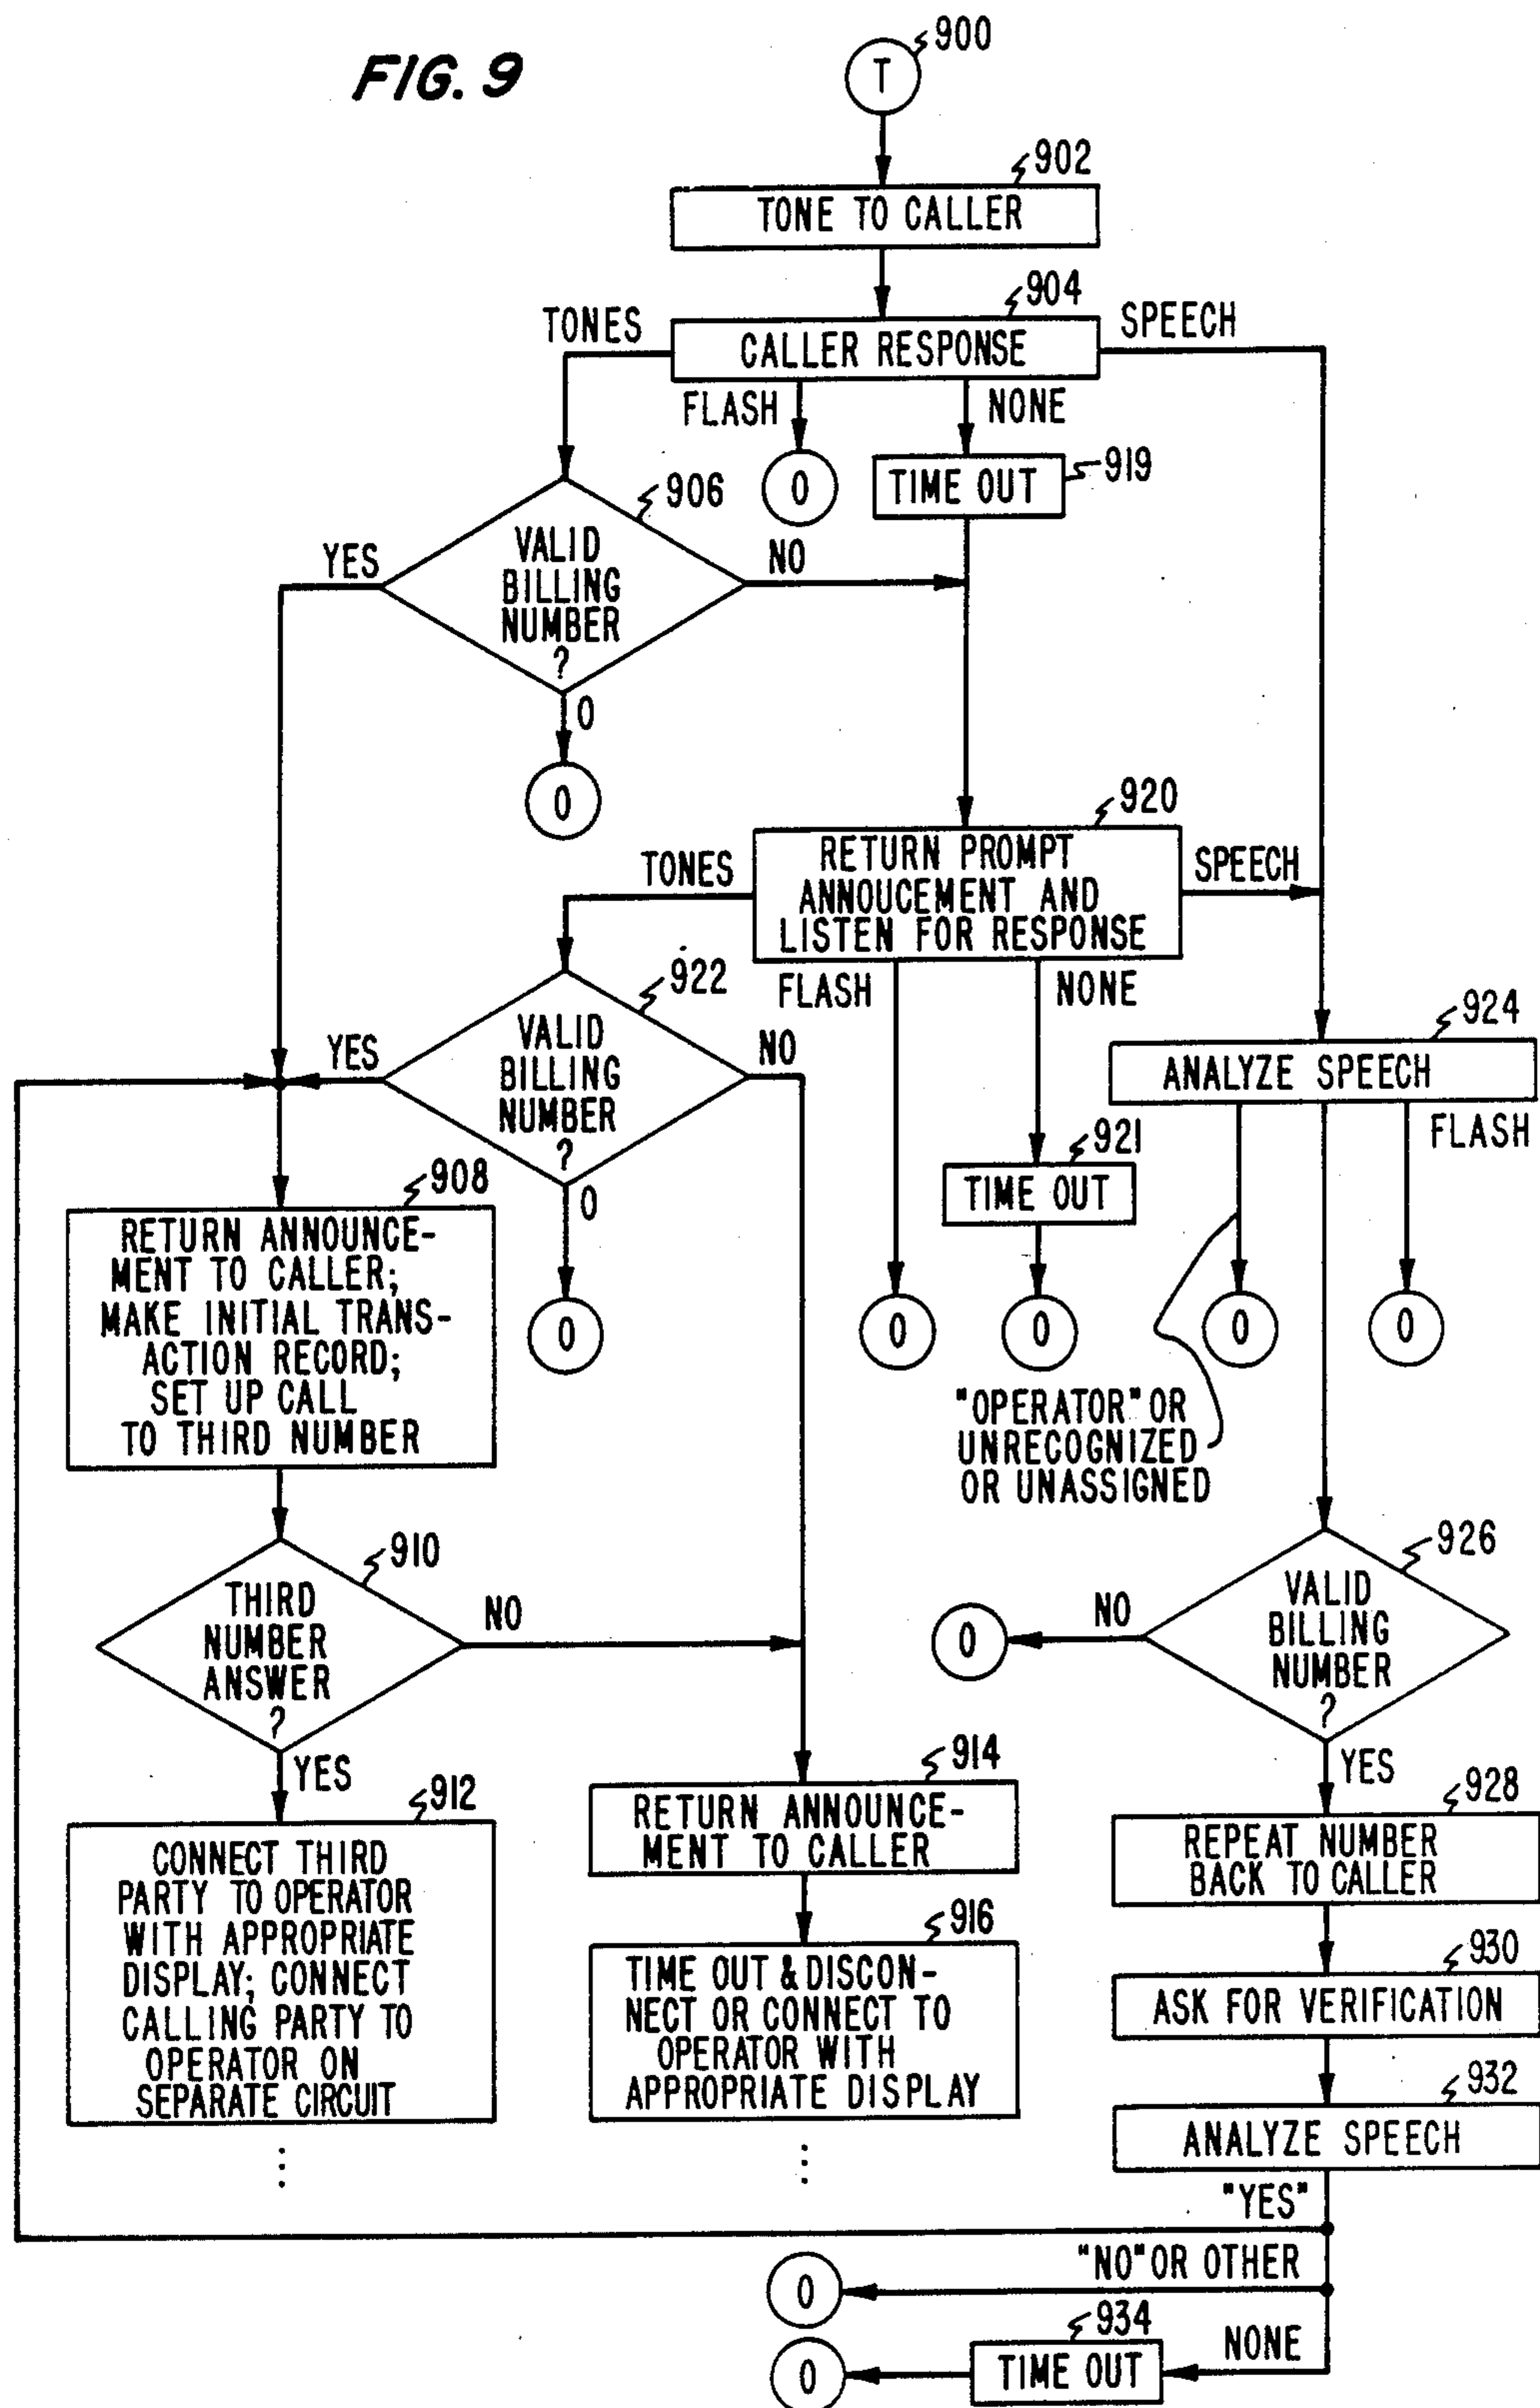 FIG. 9
900
T
902
TONE TO CALLER
904
TONES
CALLER RESPONSE
SPEECH
FLASH
NONE
0
TIME OUT
919
906
VALID
BILLING
NUMBER
?
YES
NO
0
0
920
RETURN PROMPT
ANNOUCEMENT AND
LISTEN FOR RESPONSE
TONES
SPEECH
FLASH
NONE
922
VALID
BILLING
NUMBER
?
YES
NO
0
0
924
ANALYZE SPEECH
FLASH
921
TIME OUT
0
0
0
0
"OPERATOR" OR
UNRECOGNIZED
OR UNASSIGNED
908
RETURN ANNOUNCE-
MENT TO CALLER;
MAKE INITIAL TRANS-
ACTION RECORD;
SET UP CALL
TO THIRD NUMBER
910
THIRD
NUMBER
ANSWER
?
NO
YES
926
VALID
BILLING
NUMBER
?
NO
0
YES
912
CONNECT THIRD
PARTY TO OPERATOR
WITH APPROPRIATE
DISPLAY; CONNECT
CALLING PARTY TO
OPERATOR ON
SEPARATE CIRCUIT
914
RETURN ANNOUNCE-
MENT TO CALLER
916
TIME OUT & DISCON-
NECT OR CONNECT TO
OPERATOR WITH
APPROPRIATE DISPLAY
928
REPEAT NUMBER
BACK TO CALLER
930
ASK FOR VERIFICATION
932
ANALYZE SPEECH
"YES"
"NO" OR OTHER
0
934
NONE
TIME OUT
0